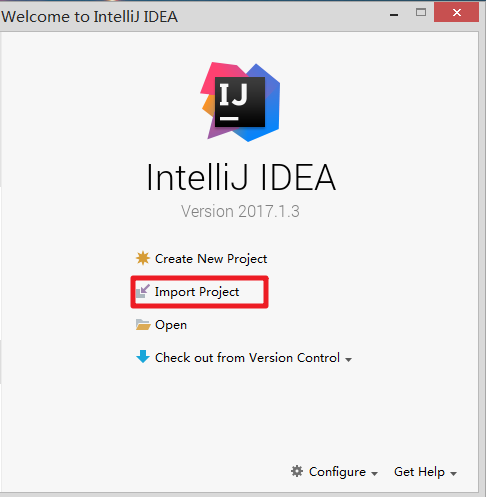 Welcome to IntelliJ IDEA
IJ
IntelliJ IDEA
Version 2017.1.3
Create New Project
Import Project
Open
Check out from Version Control
Configure
Get Help